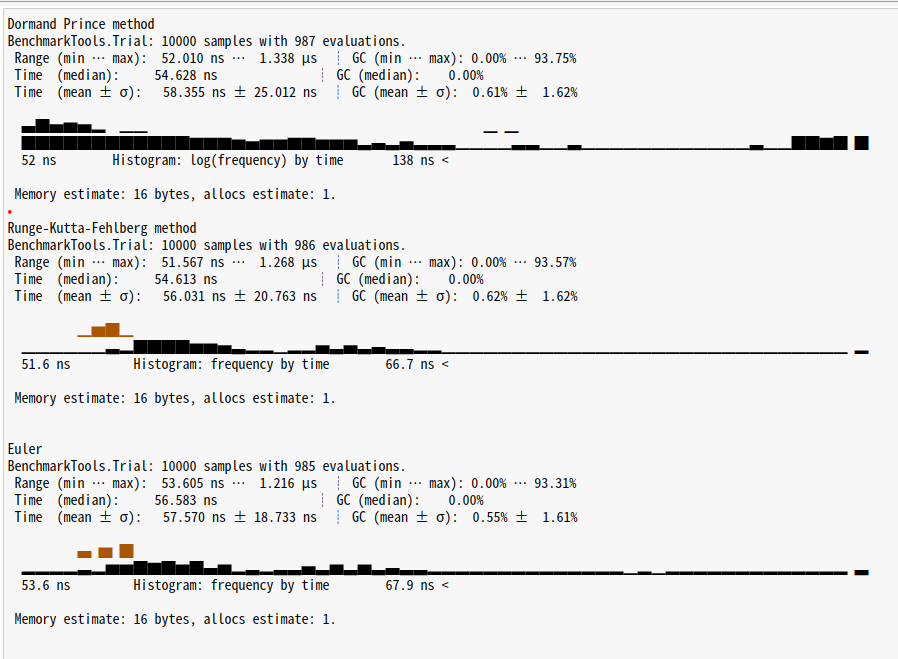 Dormand Prince method
BenchmarkTools.Trial: 10000 samples with 987 evaluations.
Range (min … max): 52.010 ns … 1.338 μs ┊ GC (min … max): 0.00% … 93.75%
Time (median): 54.628 ns ┊ GC (median): 0.00%
Time (mean ± σ): 58.355 ns ± 25.012 ns ┊ GC (mean ± σ): 0.61% ± 1.62%
52 ns Histogram: log(frequency) by time 138 ns <
Memory estimate: 16 bytes, allocs estimate: 1.
Runge-Kutta-Fehlberg method
BenchmarkTools.Trial: 10000 samples with 986 evaluations.
Range (min … max): 51.567 ns … 1.268 μs ┊ GC (min … max): 0.00% … 93.57%
Time (median): 54.613 ns ┊ GC (median): 0.00%
Time (mean ± σ): 56.031 ns ± 20.763 ns ┊ GC (mean ± σ): 0.62% ± 1.62%
51.6 ns Histogram: frequency by time 66.7 ns <
Memory estimate: 16 bytes, allocs estimate: 1.
Euler
BenchmarkTools.Trial: 10000 samples with 985 evaluations.
Range (min … max): 53.605 ns … 1.216 μs ┊ GC (min … max): 0.00% … 93.31%
Time (median): 56.583 ns ┊ GC (median): 0.00%
Time (mean ± σ): 57.570 ns ± 18.733 ns ┊ GC (mean ± σ): 0.55% ± 1.61%
53.6 ns Histogram: frequency by time 67.9 ns <
Memory estimate: 16 bytes, allocs estimate: 1.